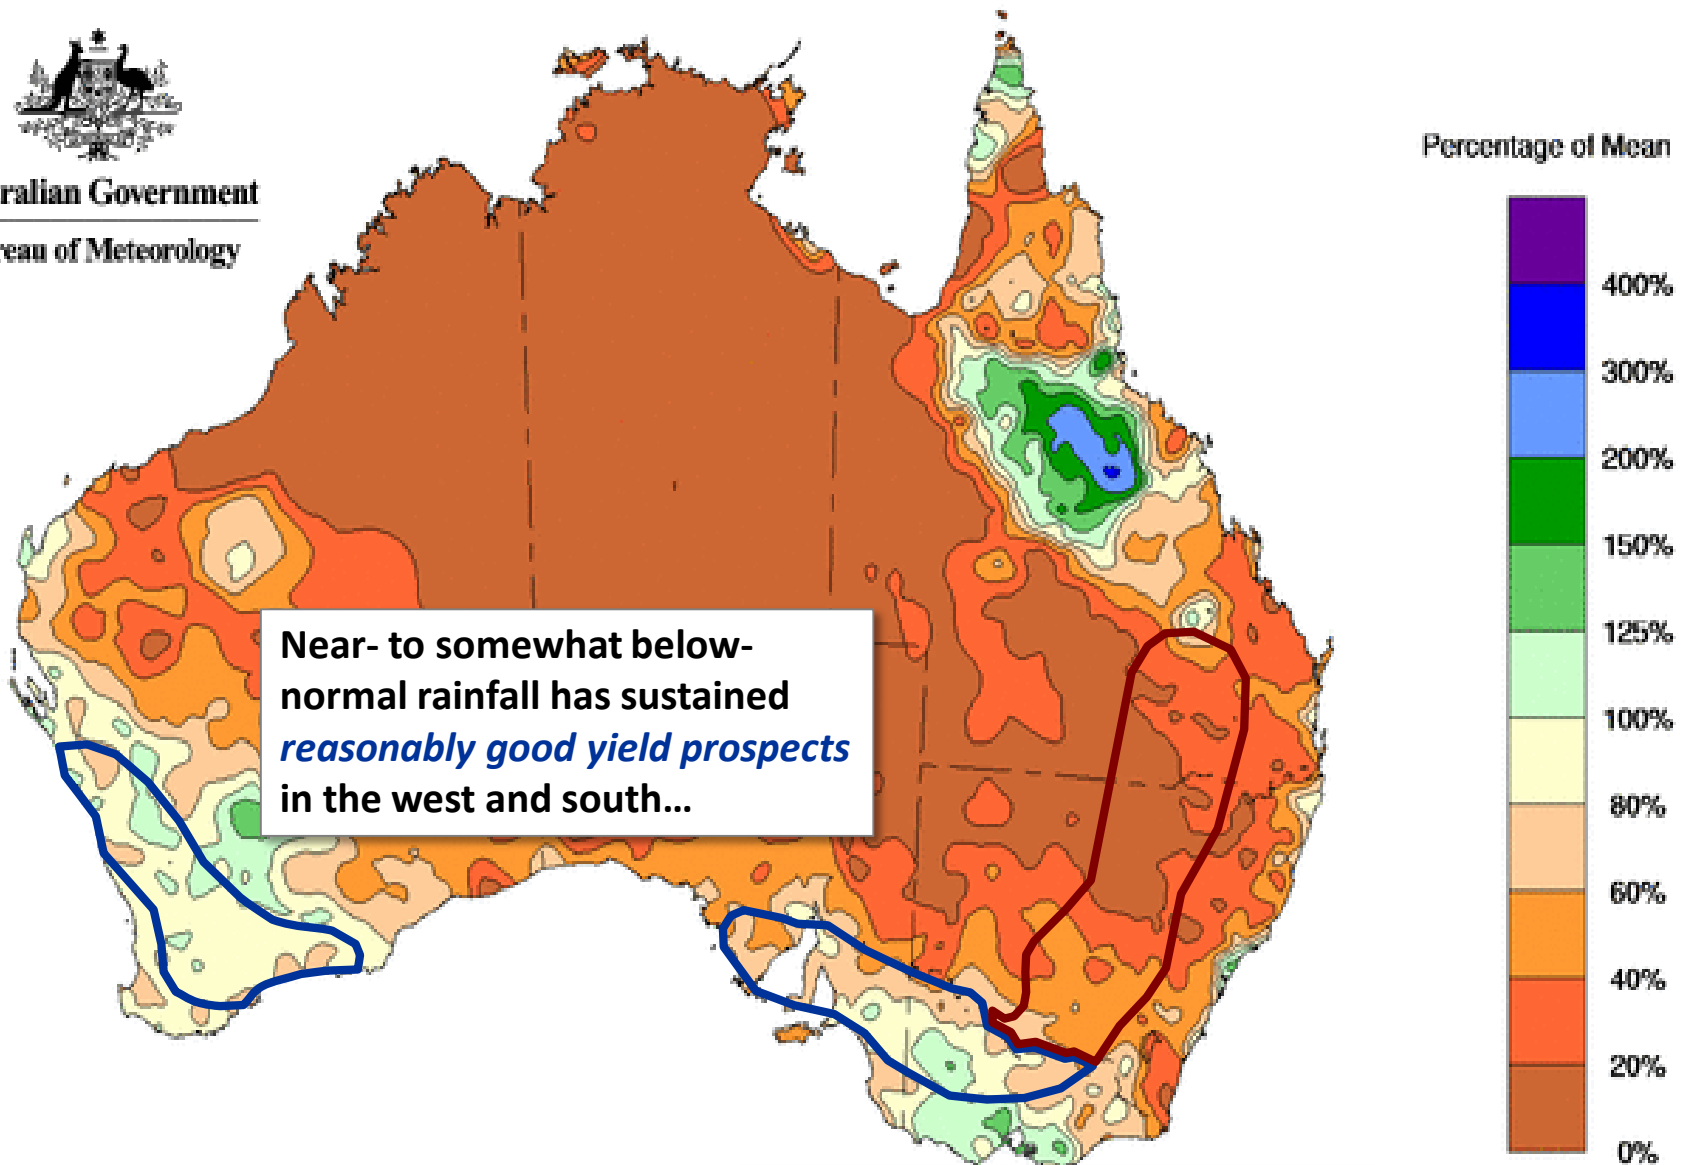 ralian Government
reau of Meteorology
Percentage of Mean
400%
300%
200%
150%
125%
100%
80%
60%
40%
20%
0%
Near- to somewhat below-
normal rainfall has sustained
reasonably good yield prospects
in the west and south...